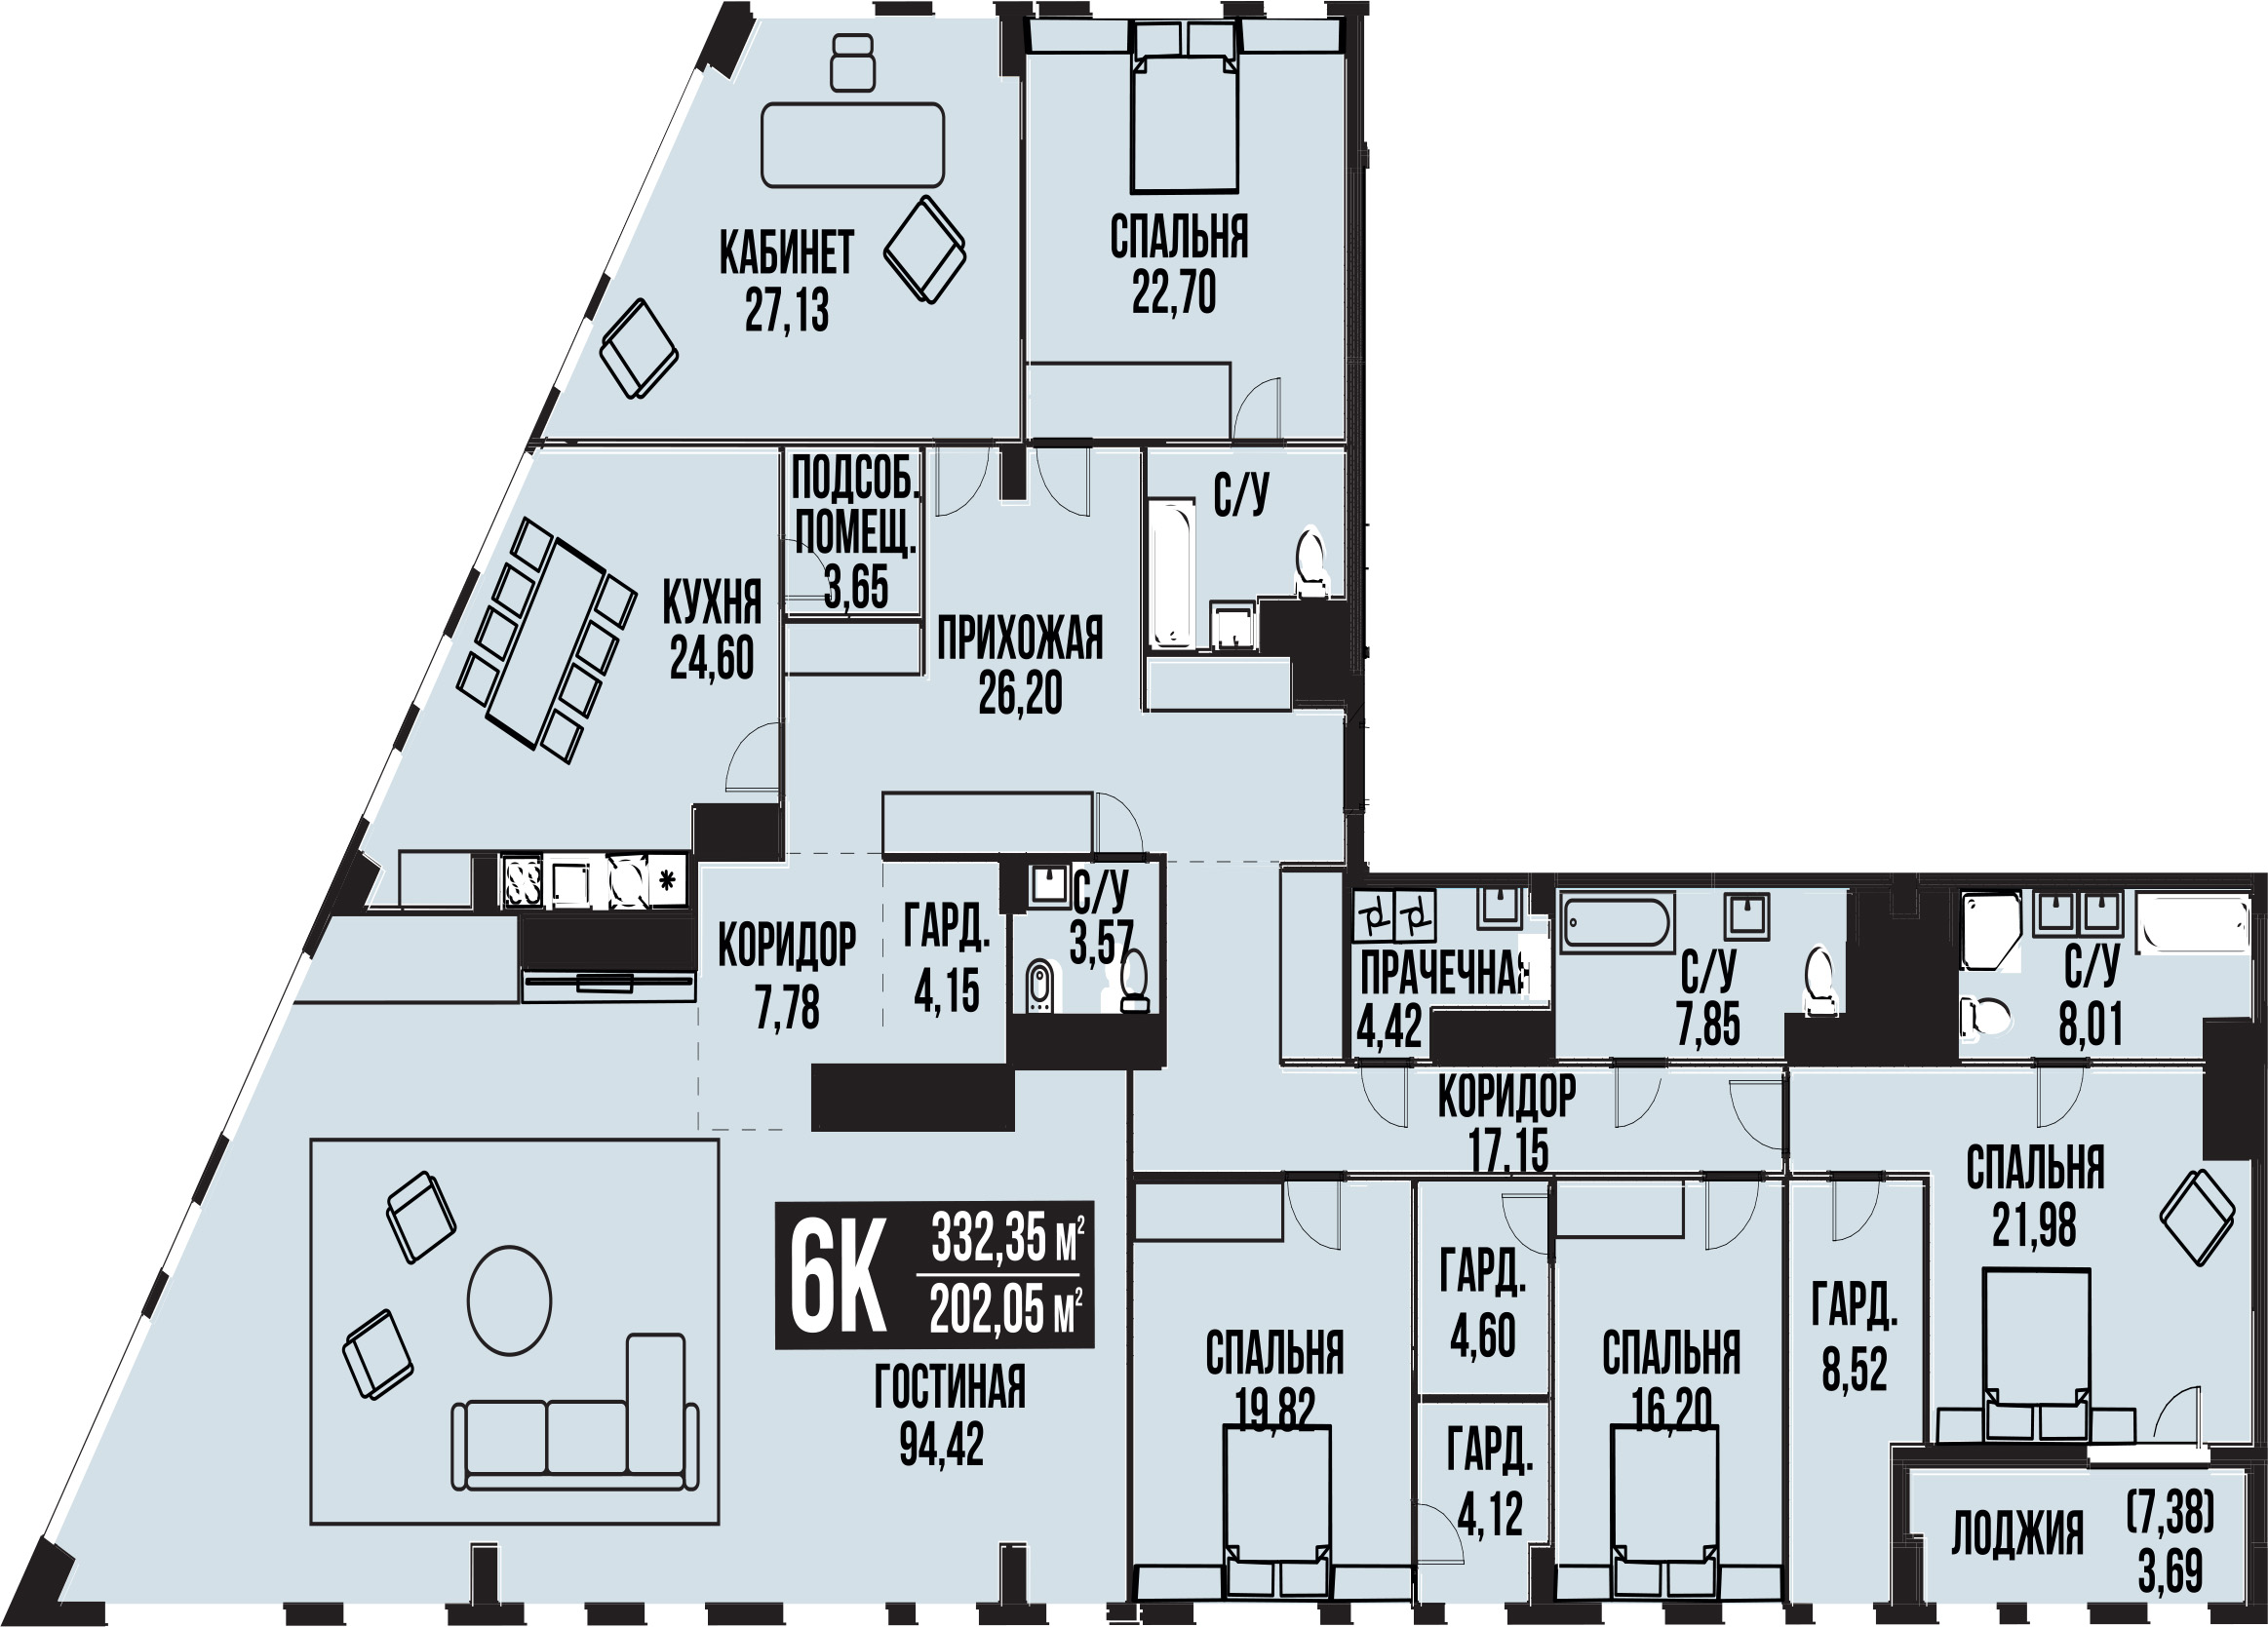 КАБИНЕТ
27,13
СПАЛЬНЯ
22,70
ПОДСОБ.
ПОМЕЩ.
3,65
С/У
КУХНЯ
24,60
ПРИХОЖАЯ
26,20
КОРИДОР
7,78
ГАРД.
4,15
С/У
3,57
ПРАЧЕЧНАЯ
4,42
С/У
7,85
С/У
8,01
КОРИДОР
17,15
СПАЛЬНЯ
21,98
6К
332,35 м²
202,05 м²
ГОСТИНАЯ
94,42
СПАЛЬНЯ
19,82
ГАРД.
4,60
ГАРД.
4,12
СПАЛЬНЯ
16,20
ГАРД.
8,52
ЛОДЖИЯ
(7,38)
3,69